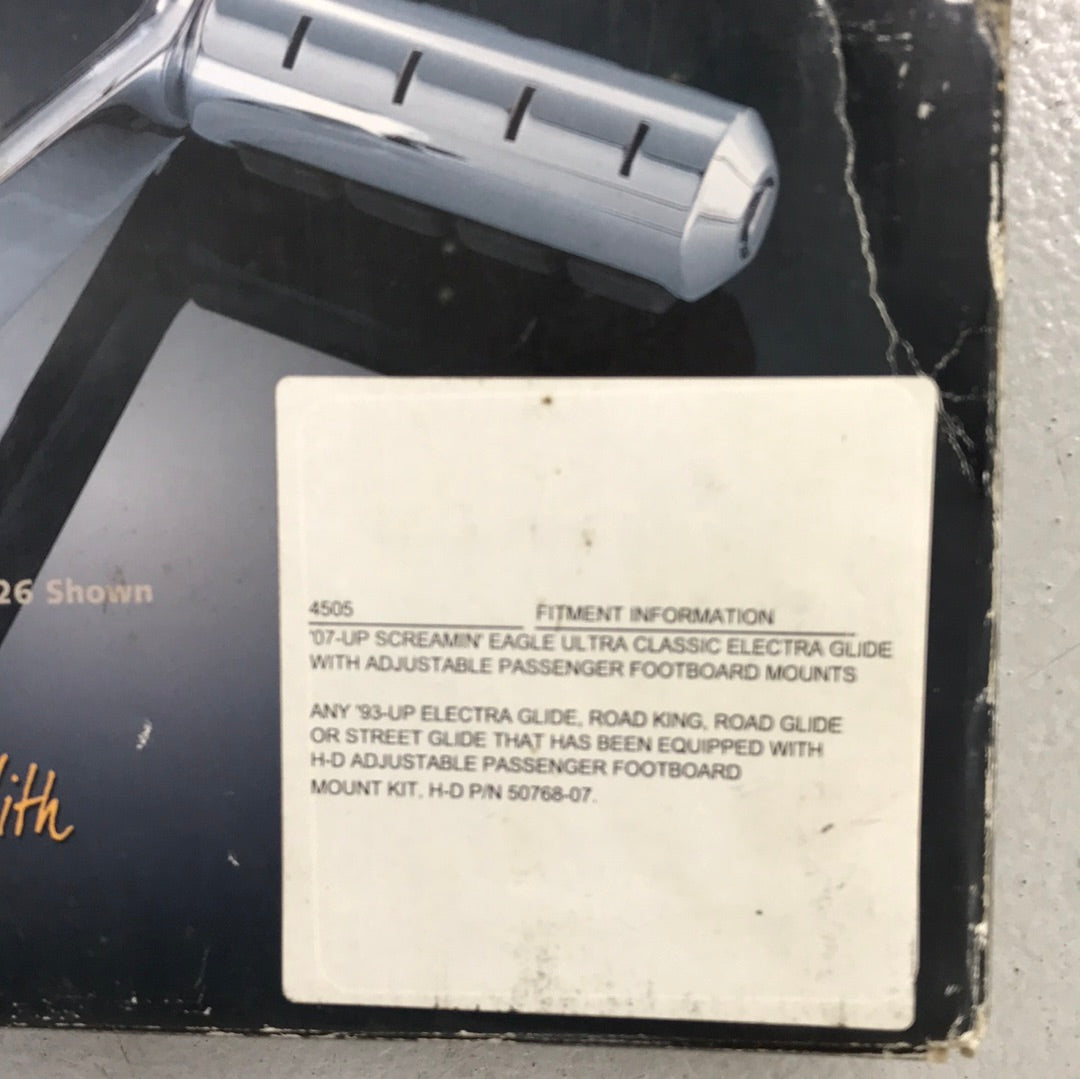 26 Shown
4505 FITMENT INFORMATION
'07-UP SCREAMIN' EAGLE ULTRA CLASSIC ELECTRA GLIDE
WITH ADJUSTABLE PASSENGER FOOTBOARD MOUNTS
ANY '93-UP ELECTRA GLIDE, ROAD KING, ROAD GLIDE
OR STREET GLIDE THAT HAS BEEN EQUIPPED WITH
H-D ADJUSTABLE PASSENGER FOOTBOARD
MOUNT KIT, H-D P/N 50768-07.
ith